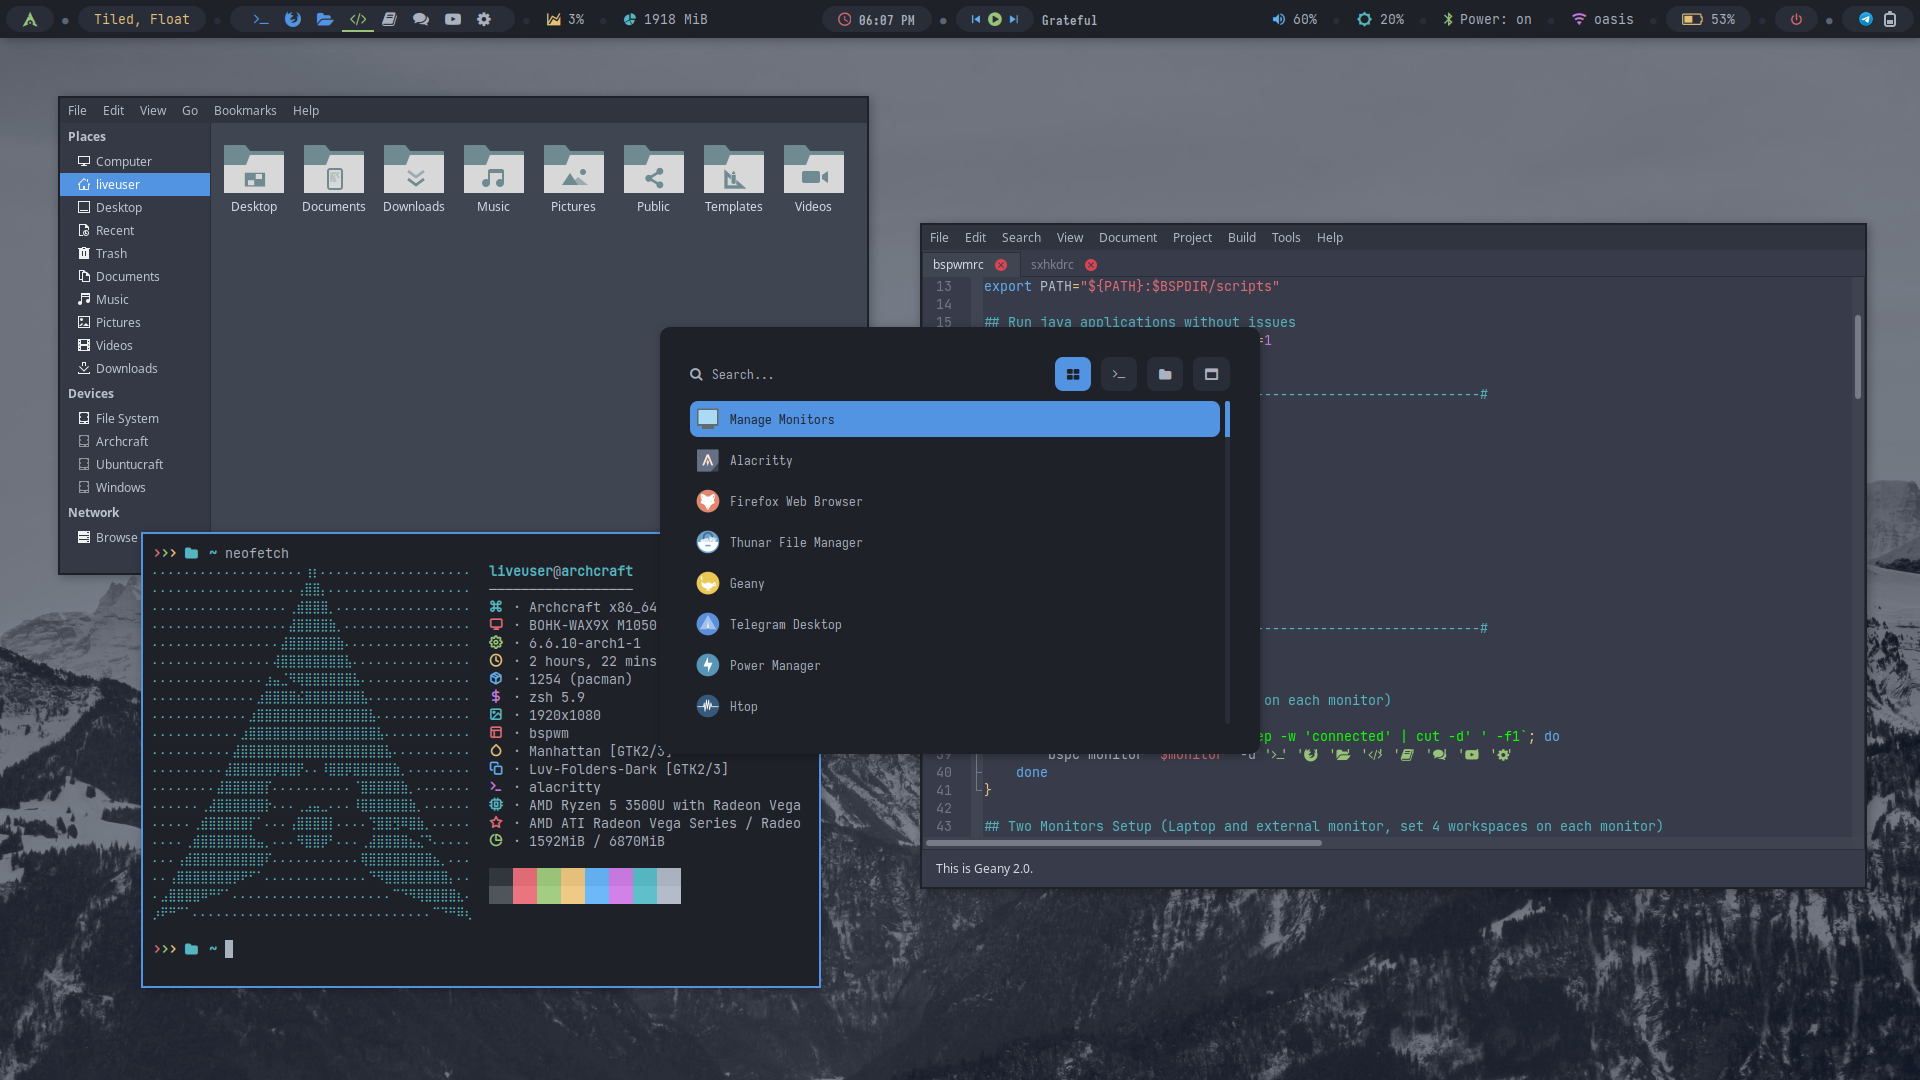 Tiled, Float
3%
1918 MiB
06:07 PM
Grateful
60%
20%
Power: on
oasis
53%
File Edit View Go Bookmarks Help
Places
Computer
liveuser
Desktop
Recent
Trash
Documents
Music
Pictures
Videos
Downloads
Devices
File System
Archcraft
Ubuntucraft
Windows
Network
Browse
Desktop Documents Downloads Music Pictures Public Templates Videos
File Edit Search View Document Project Build Tools Help
bspwmrc sxhkdrc
13 export PATH="${PATH}:$BSPDIR/scripts"
14
15 ## Run java applications without issues
=1
#
#
on each monitor)
-w 'connected' | cut -d' ' -f1`; do
39 bspc monitor "$monitor" -d
40 done
41 }
42
43 ## Two Monitors Setup (Laptop and external monitor, set 4 workspaces on each monitor)
This is Geany 2.0.
Search...
Manage Monitors
Alacritty
Firefox Web Browser
Thunar File Manager
Geany
Telegram Desktop
Power Manager
Htop
>>> ~ neofetch
liveuser@archcraft
Archcraft x86_64
BOHK-WAX9X M1050
6.6.10-arch1-1
2 hours, 22 mins
1254 (pacman)
zsh 5.9
1920x1080
bspwm
Manhattan [GTK2/3]
Luv-Folders-Dark [GTK2/3]
alacritty
AMD Ryzen 5 3500U with Radeon Vega
AMD ATI Radeon Vega Series / Radeo
1592MiB / 6870MiB
>>> ~